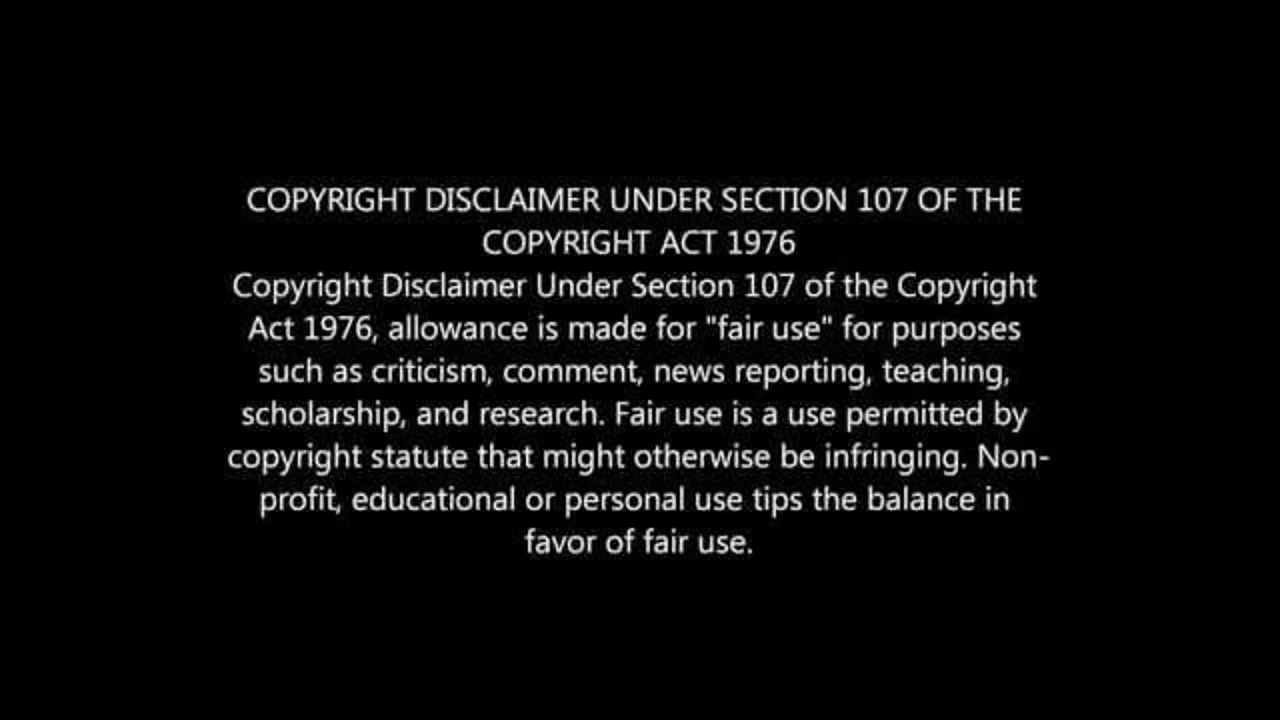 COPYRIGHT DISCLAIMER UNDER SECTION 107 OF THE
COPYRIGHT ACT 1976
Copyright Disclaimer Under Section 107 of the Copyright
Act 1976, allowance is made for "fair use" for purposes
such as criticism, comment, news reporting, teaching,
scholarship, and research. Fair use is a use permitted by
copyright statute that might otherwise be infringing. Non-
profit, educational or personal use tips the balance in
favor of fair use.